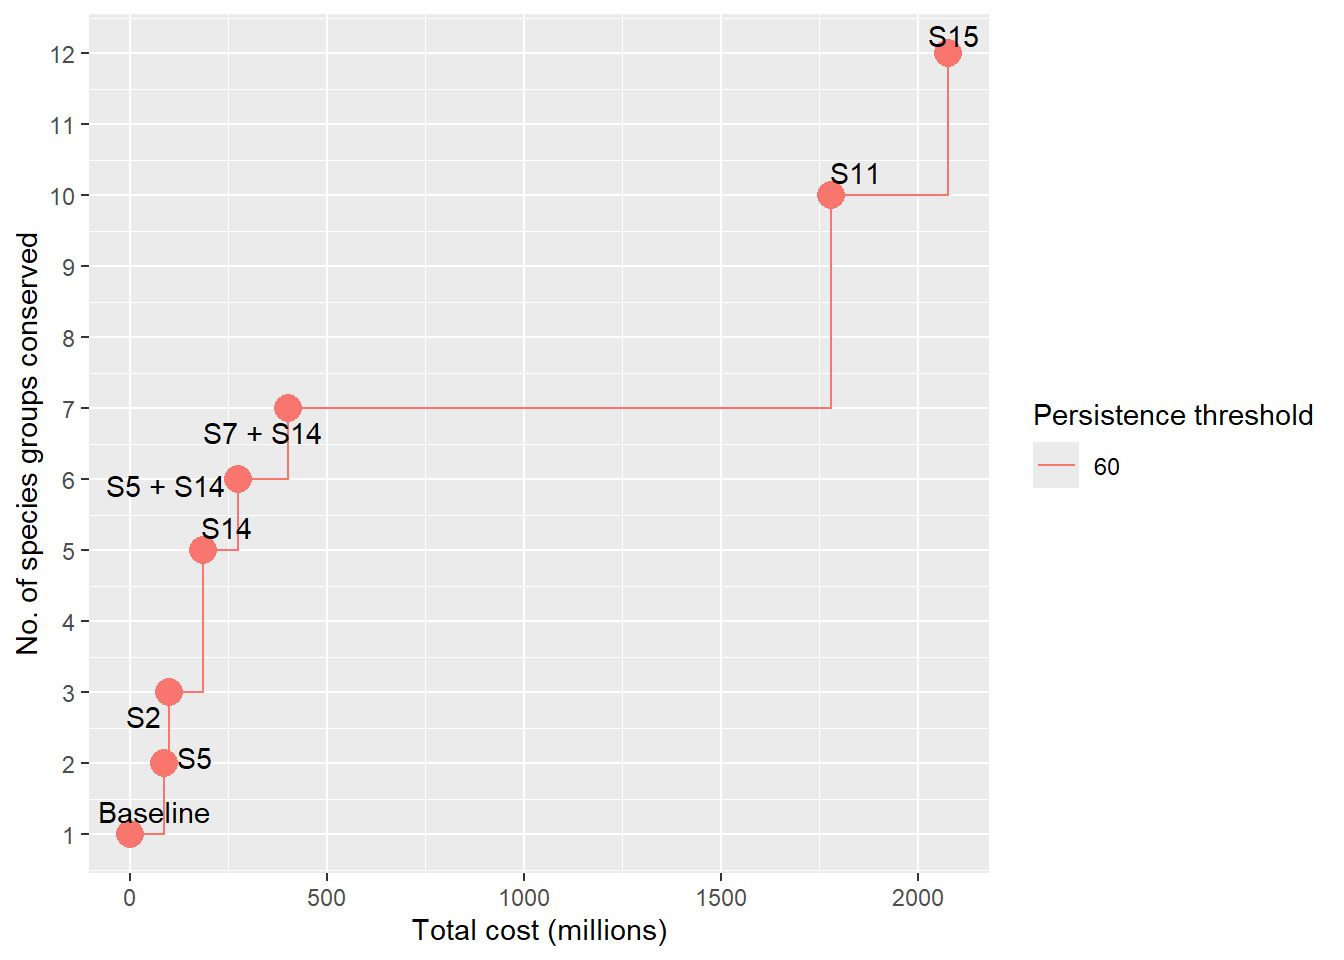 S15
12
11
S11
10
9
8
7
S7 + S14
6
S5 + S14
S14
5
4
3
S2
S5
2
Baseline
1
No. of species groups conserved
0 500 1000 1500 2000
Total cost (millions)
Persistence threshold
60